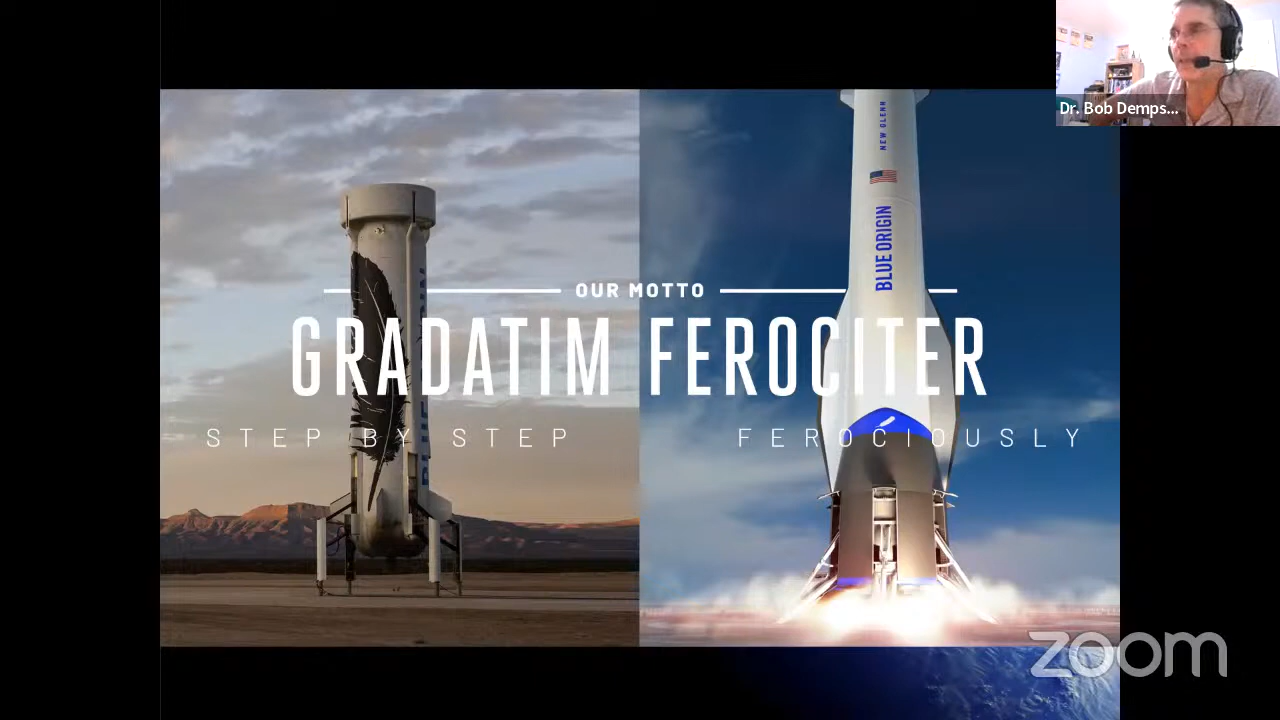 Dr. Bob Demps...
NEW GLENN
BLUE ORIGIN
OUR MOTTO
GRADATIM FEROCITER
STEP BY STEP
FEROCIOUSLY
zoom